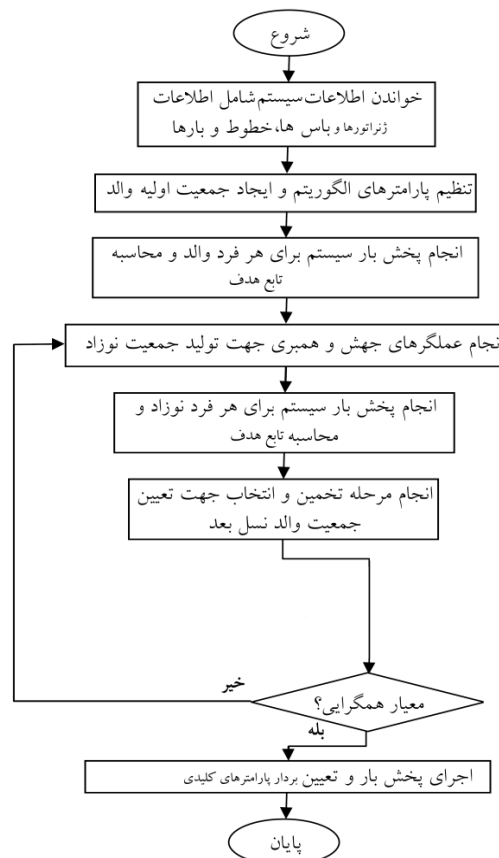 شروع
خواندن اطلاعات سیستم شامل اطلاعات
ژنراتورها و باس ها، خطوط و بارها
تنظیم پارامترهای الگوریتم و ایجاد جمعیت اولیه والد
انجام پخش بار سیستم برای هر فرد والد و محاسبه
تابع هدف
نجام عملگرهای جهش و همبری جهت تولید جمعیت نوزاد
انجام پخش بار سیستم برای هر فرد نوزاد و
محاسبه تابع هدف
انجام مرحله تخمین و انتخاب جهت تعیین
جمعیت والد نسل بعد
معیار همگرایی؟
خیر
بله
اجرای پخش بار و تعیین بردار پارامترهای کلیدی
پایان